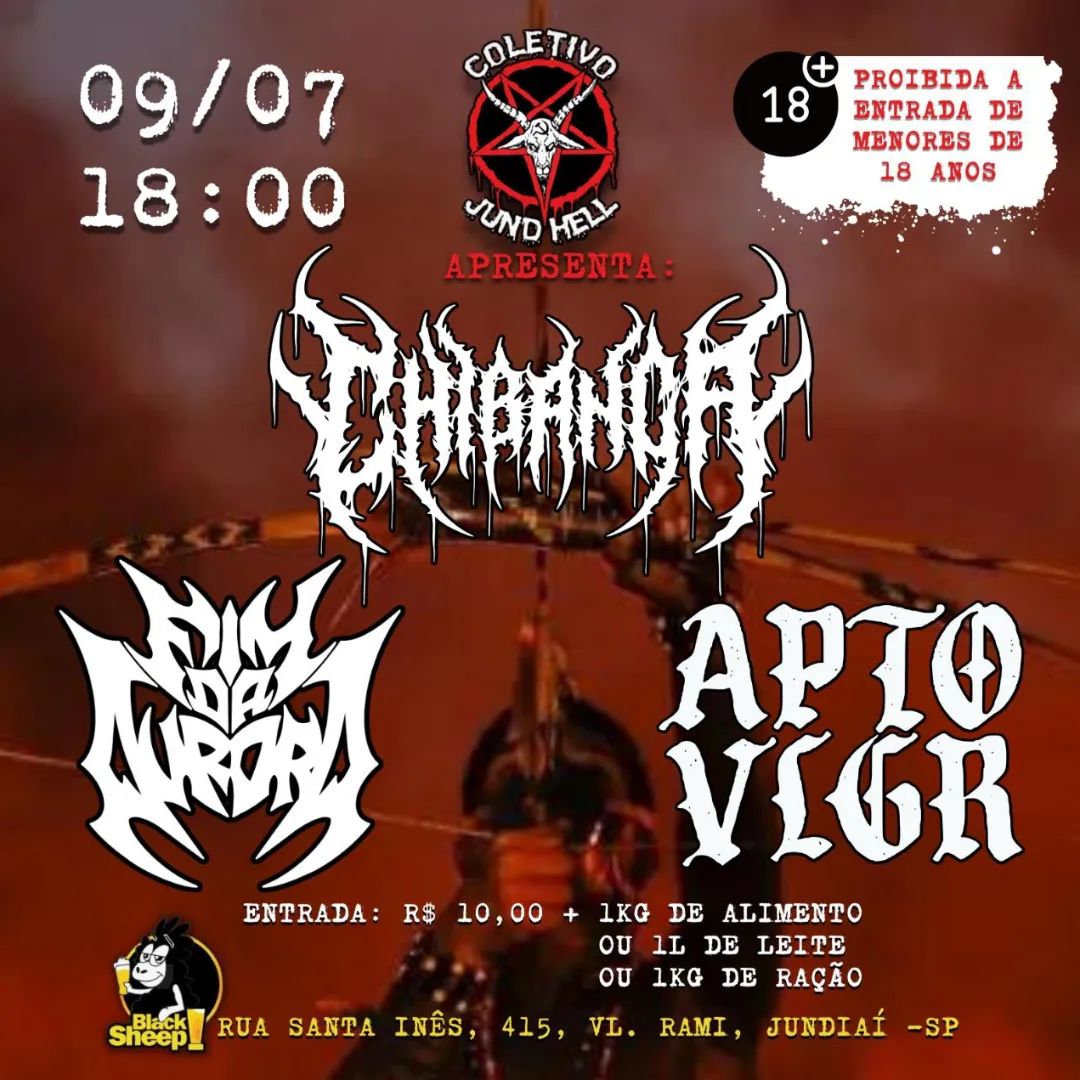 09/07
18:00
COLETIVO
JUND HELL
APRESENTA:
18+
PROIBIDA A
ENTRADA DE
MENORES DE
18 ANOS
CHIBANGA
FIM
DA
AURORA
APTO
VLGR
ENTRADA: R$ 10,00 + 1KG DE ALIMENTO
OU 1L DE LEITE
OU 1KG DE RAÇÃO
Black
Sheep!
RUA SANTA INÊS, 415, VL. RAMI, JUNDIAÍ -SP